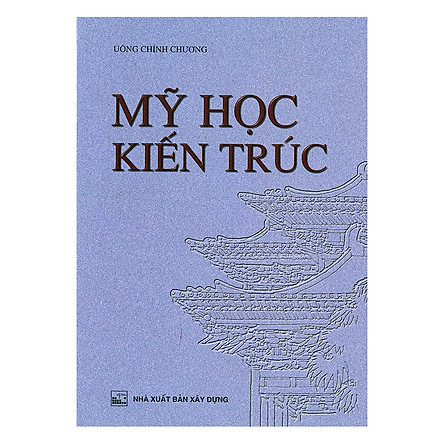 UÔNG CHÍNH CHƯƠNG
MỸ HỌC
KIẾN TRÚC
NHÀ XUẤT BẢN XÂY DỰNG